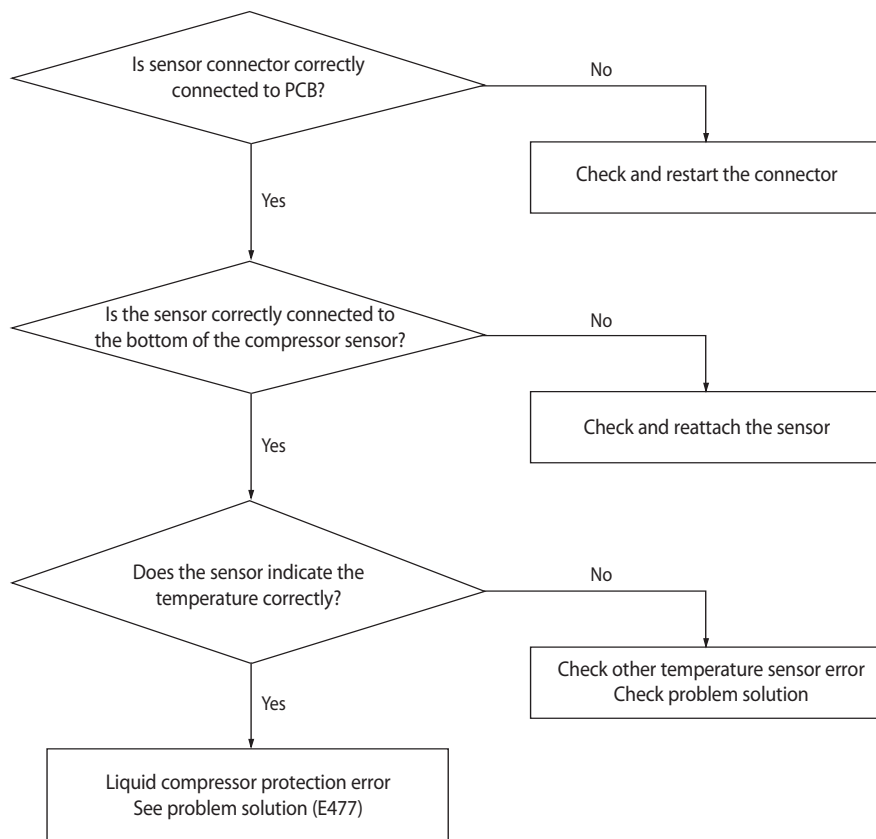 Is sensor connector correctly
connected to PCB?
No
Check and restart the connector
Yes
Is the sensor correctly connected to
the bottom of the compressor sensor?
No
Check and reattach the sensor
Yes
Does the sensor indicate the
temperature correctly?
No
Check other temperature sensor error
Check problem solution
Yes
Liquid compressor protection error
See problem solution (E477)